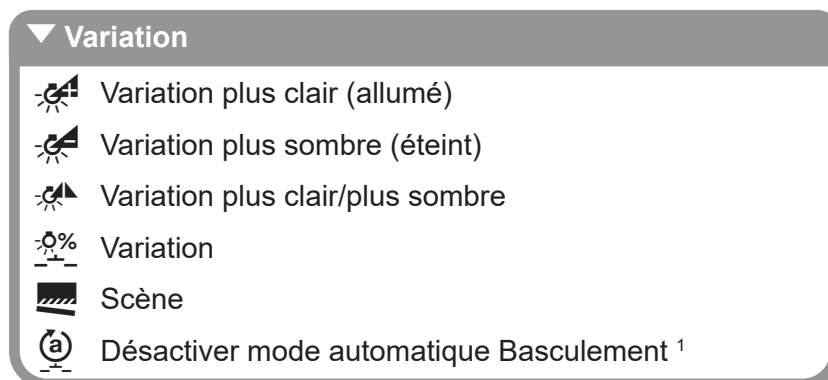 Variation
Variation plus clair (allumé)
Variation plus sombre (éteint)
Variation plus clair/plus sombre
% Variation
Scène
a Désactiver mode automatique Basculement 1